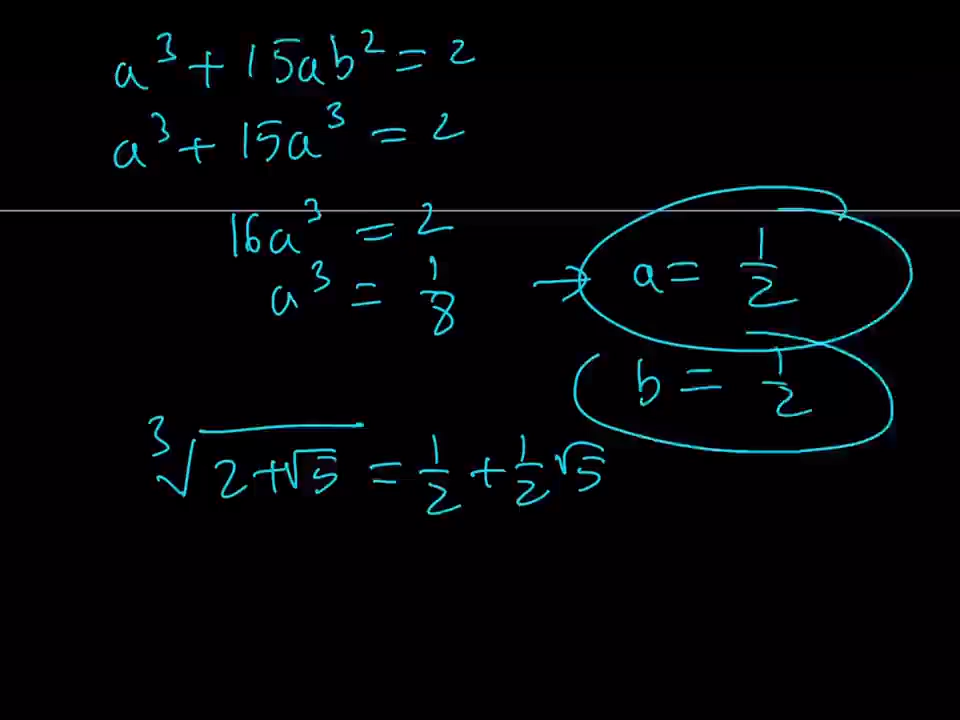 a³ + 15ab² = 2
a³ + 15a³ = 2
16a³ = 2
a³ = 1/8 → a = 1/2
b = 1/2
∛(2+√5) = 1/2 + 1/2 √5